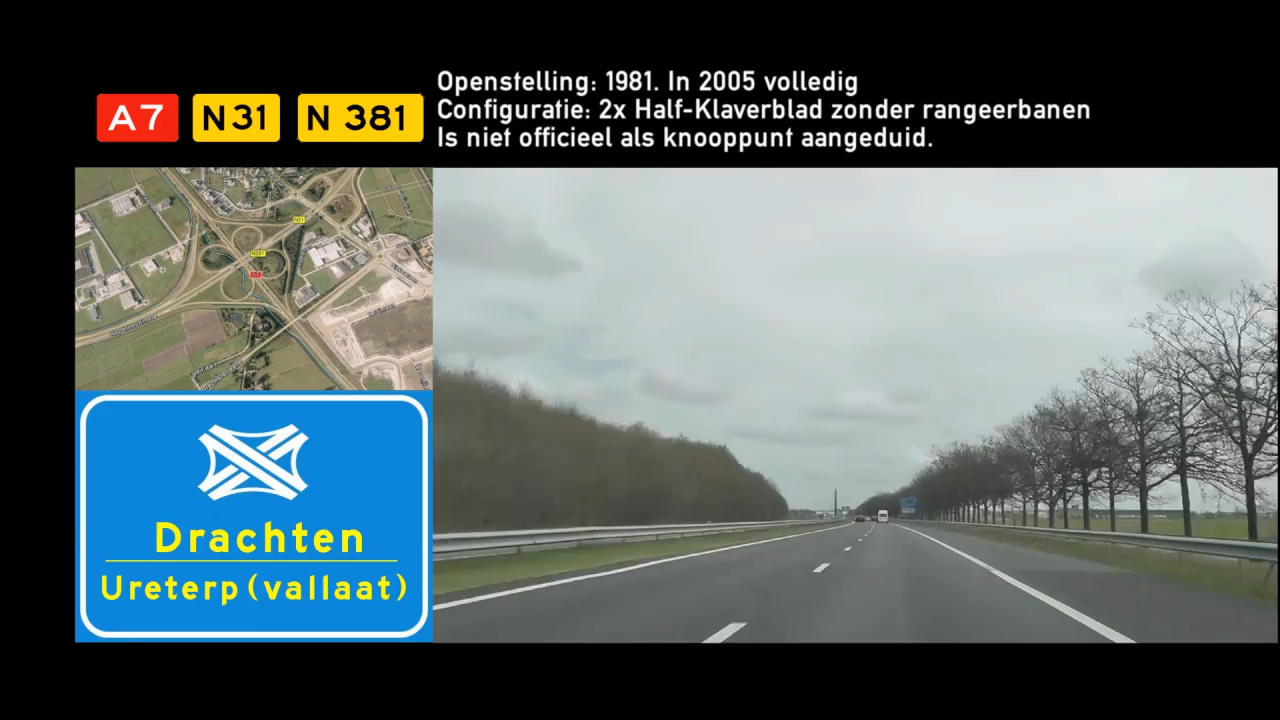 A7 N31 N 381
Openstelling: 1981. In 2005 volledig
Configuratie: 2x Half-Klaverblad zonder rangeerbanen
Is niet officieel als knooppunt aangeduid.
N31
N381
Drachten
Ureterp (vallaat)